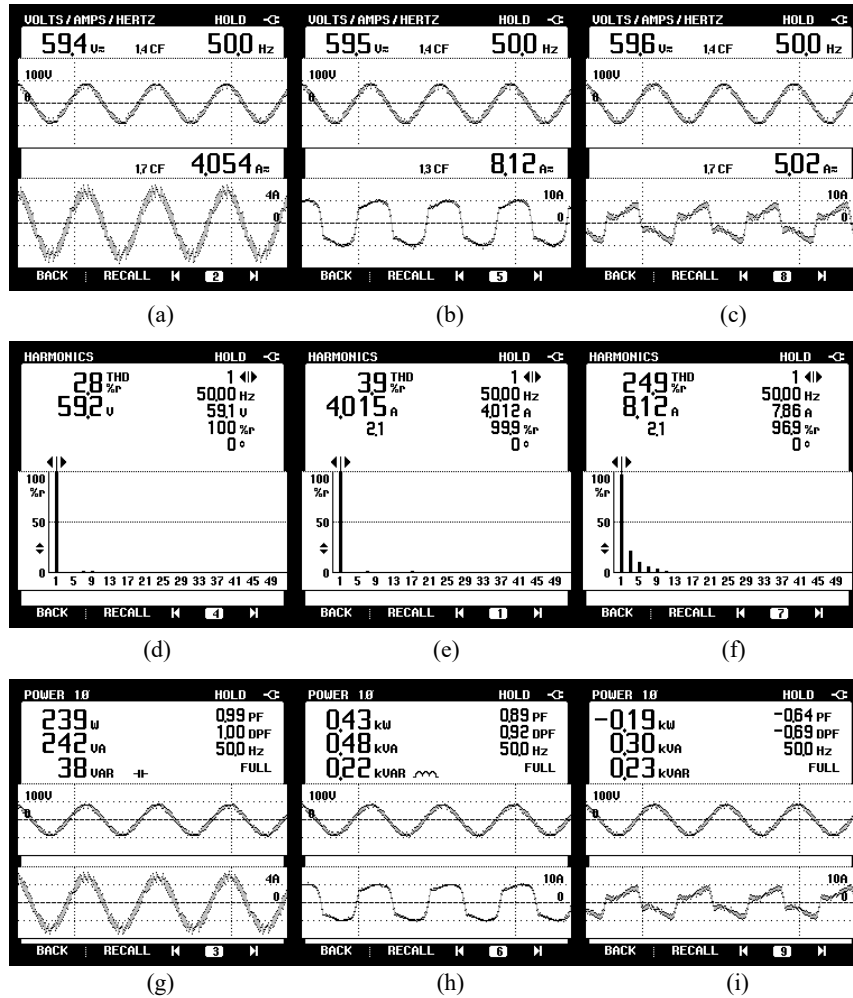 VOLTS/AMPS/HERTZ HOLD
59.4 V≂ 1.4 CF 50.0 Hz
100V
0
1.7 CF 4.054 A≂
4A
0
BACK RECALL 2
(a)
VOLTS/AMPS/HERTZ HOLD
59.5 V≂ 1.4 CF 50.0 Hz
100V
0
1.3 CF 8.12 A≂
10A
0
BACK RECALL 5
(b)
VOLTS/AMPS/HERTZ HOLD
59.6 V≂ 1.4 CF 50.0 Hz
100V
0
1.7 CF 5.02 A≂
10A
0
BACK RECALL 8
(c)
HARMONICS HOLD
2.8 THD %r 1
50.00 Hz
59.2 V 59.1 V
100 %r
0 °
100
%r
50
0
1 5 7 9 13 17 21 25 29 33 37 41 45 49
BACK RECALL 4
(d)
HARMONICS HOLD
3.9 THD %r 1
50.00 Hz
4.015 A 4.012 A
2.1 99.9 %r
0 °
100
%r
50
0
1 5 9 13 17 21 25 29 33 37 41 45 49
BACK RECALL 1
(e)
HARMONICS HOLD
24.9 THD %r 1
50.00 Hz
8.12 A 7.86 A
2.1 96.9 %r
0 °
100
%r
50
0
1 5 9 13 17 21 25 29 33 37 41 45 49
BACK RECALL 7
(f)
POWER 1Ø HOLD
239 W 0.99 PF
242 VA 1.00 DPF
50.0 Hz
38 VAR FULL
100V
0
4A
0
BACK RECALL 3
(g)
POWER 1Ø HOLD
0.43 kW 0.89 PF
0.48 kVA 0.92 DPF
50.0 Hz
0.22 kVAR FULL
100V
0
10A
0
BACK RECALL 6
(h)
POWER 1Ø HOLD
-0.19 kW -0.64 PF
0.30 kVA -0.69 DPF
50.0 Hz
0.23 kVAR FULL
100V
0
10A
0
BACK RECALL 9
(i)